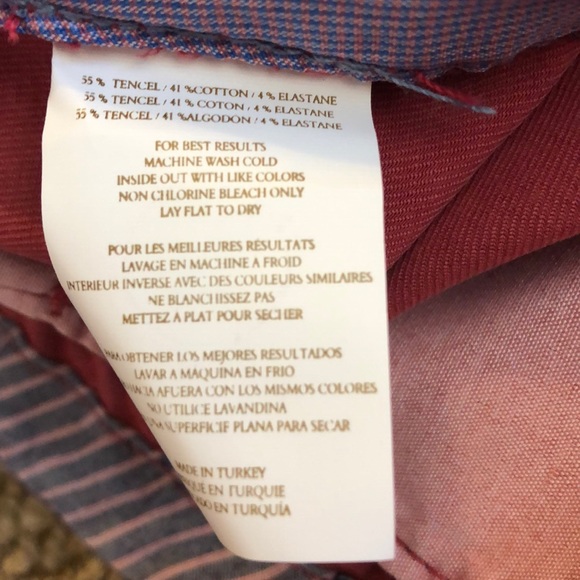 55 % TENCEL / 41 %COTTON / 4 % ELASTANE
55 % TENCEL / 41 % COTON / 4 % ELASTANE
55 % TENCEL / 41 %ALGODON / 4 % ELASTANE
FOR BEST RESULTS
MACHINE WASH COLD
INSIDE OUT WITH LIKE COLORS
NON CHLORINE BLEACH ONLY
LAY FLAT TO DRY
POUR LES MEILLEURES RÉSULTATS
LAVAGE EN MACHINE A FROID
INTERIEUR INVERSE AVEC DES COULEURS SIMILAIRES
NE BLANCHISSEZ PAS
METTEZ A PLAT POUR SECHER
OBTENER LOS MEJORES RESULTADOS
LAVAR A MAQUINA EN FRIO
AFUERA CON LOS MISMOS COLORES
NO UTILICE LAVANDINA
SUPERFICIF PLANA PARA SECAR
MADE IN TURKEY
EN TURQUIE
EN TURQUÍA